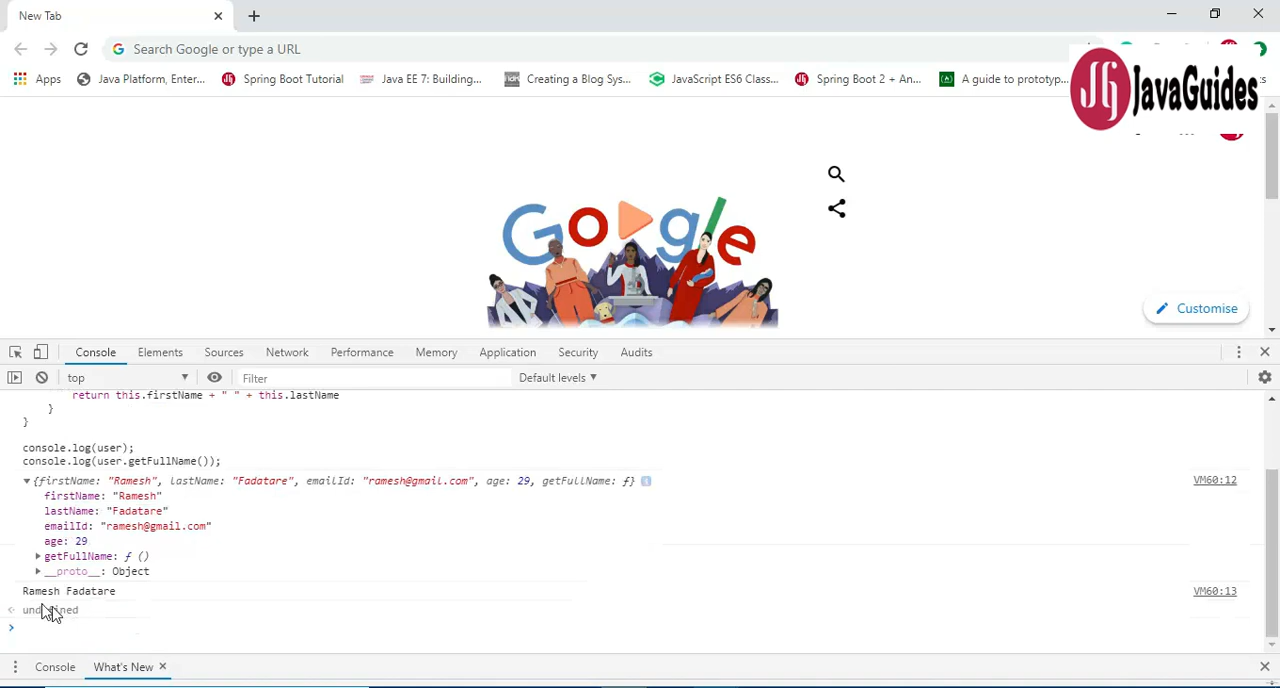 New Tab
Search Google or type a URL
Apps Java Platform, Enter... Spring Boot Tutorial Java EE 7: Building... Creating a Blog Sys... JavaScript ES6 Class... Spring Boot 2 + An... A guide to prototyp...
JavaGuides
Google
Customise
Console Elements Sources Network Performance Memory Application Security Audits
top Filter Default levels
return this.firstName + " " + this.lastName
}
}
console.log(user);
console.log(user.getFullName());
{firstName: "Ramesh", lastName: "Fadatare", emailId: "ramesh@gmail.com", age: 29, getFullName: ƒ} VM60:12
firstName: "Ramesh"
lastName: "Fadatare"
emailId: "ramesh@gmail.com"
age: 29
getFullName: ƒ ()
__proto__: Object
Ramesh Fadatare VM60:13
undefined
Console What's New